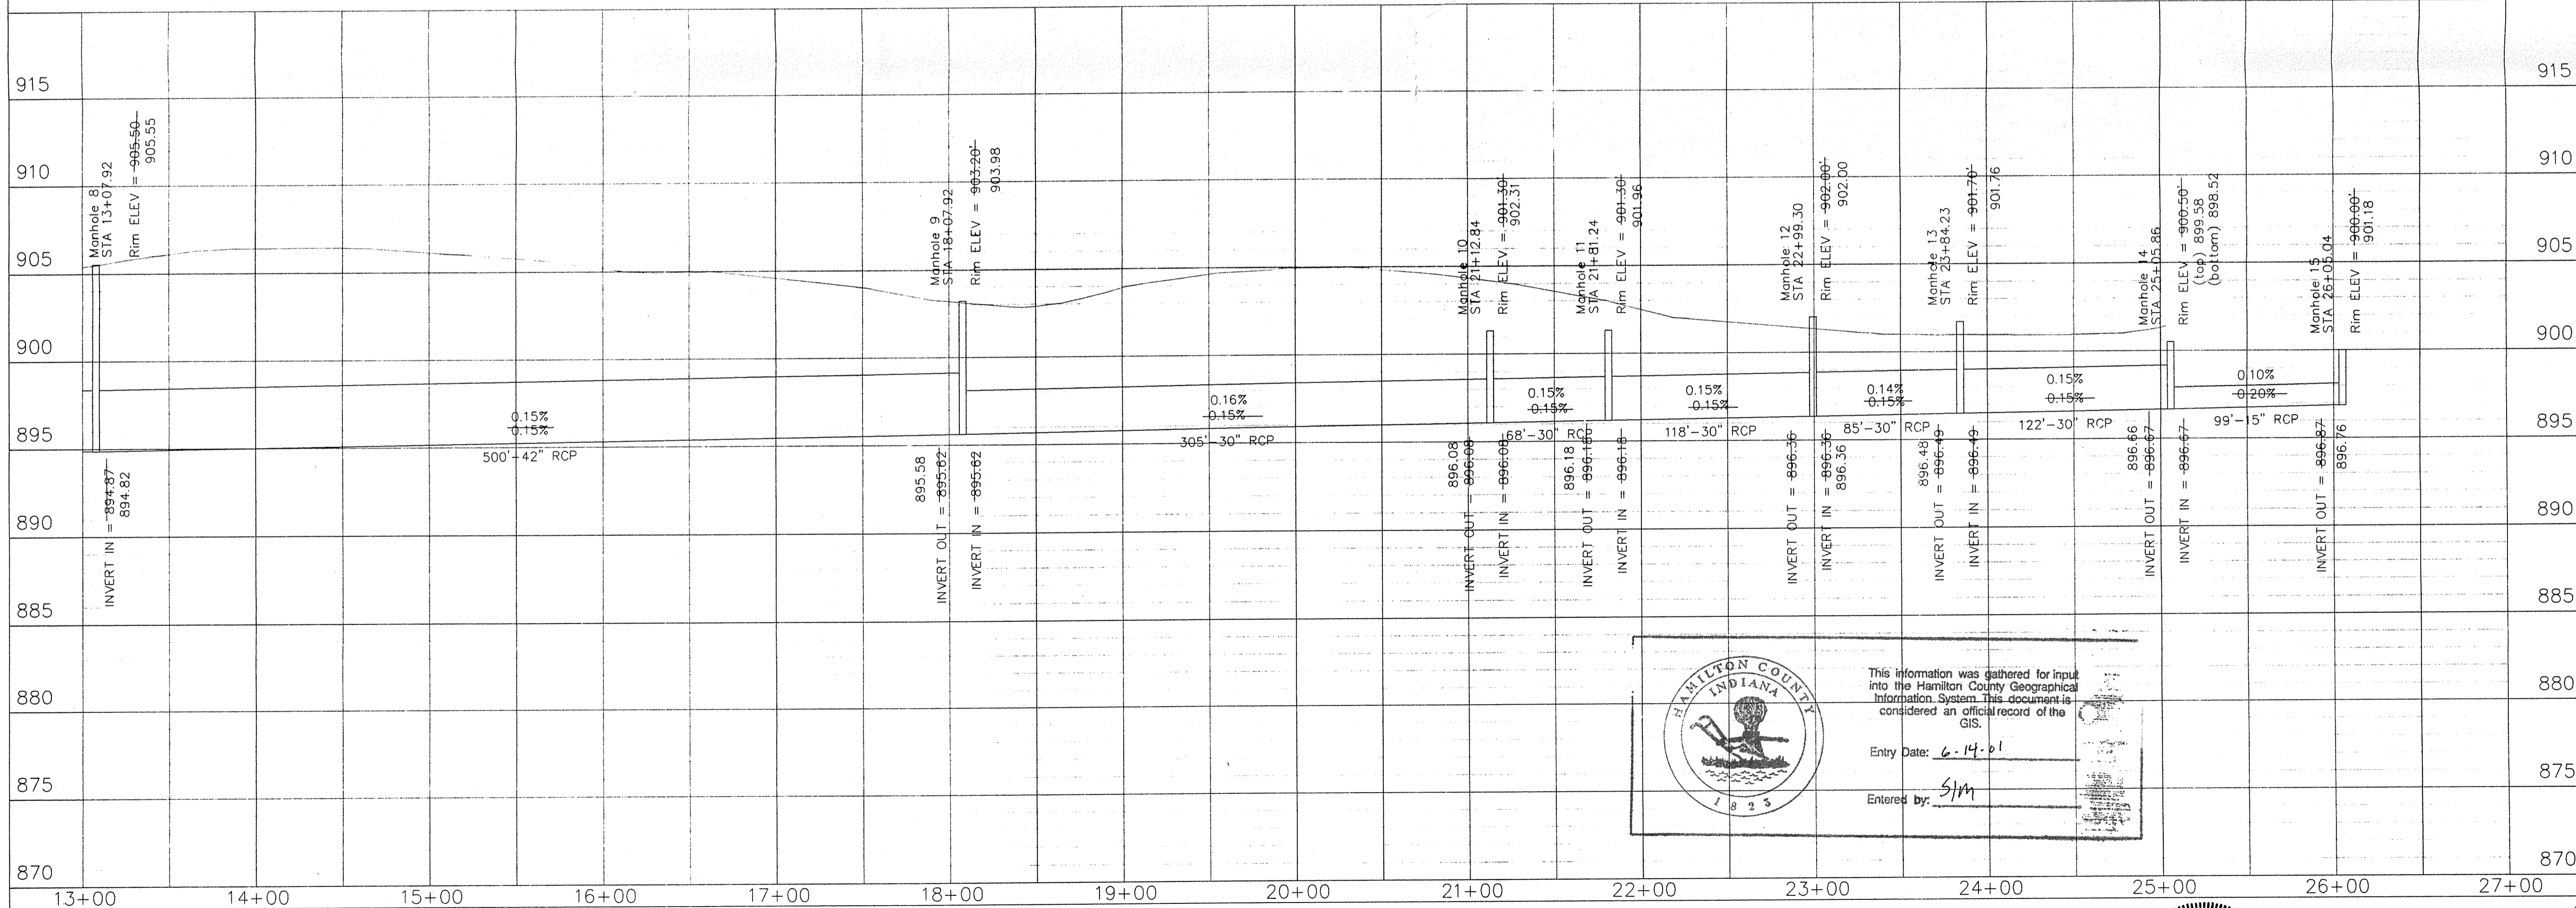 915
910
905
900
895
890
885
880
875
870
Manhole 8
STA 13+07.92
Rim ELEV = 905.50
905.55
INVERT IN = 894.87
894.82
0.15%
0.15%
500'-42" RCP
Manhole 9
STA 18+07.92
Rim ELEV = 903.20'
903.98
895.58
INVERT OUT = 895.62
INVERT IN = 895.62
0.16%
0.15%
305'-30" RCP
Manhole 10
STA 21+12.84
Rim ELEV = 901.30'
902.31
896.08
INVERT OUT = 896.08
INVERT IN = 896.08
0.15%
0.15%
68'-30" RCP
Manhole 11
STA 21+81.24
Rim ELEV = 901.30'
901.96
896.18
INVERT OUT = 896.18
INVERT IN = 896.18
0.15%
0.15%
118'-30" RCP
Manhole 12
STA 22+99.30
Rim ELEV = 902.00'
902.00
INVERT OUT = 896.36
INVERT IN = 896.36
896.36
0.14%
0.15%
85'-30" RCP
Manhole 13
STA 23+84.23
Rim ELEV = 901.70'
901.76
896.48
INVERT OUT = 896.49
INVERT IN = 896.49
0.15%
0.15%
122'-30" RCP
Manhole 14
STA 25+05.86
Rim ELEV = 900.50'
(top) 899.58
(bottom) 898.52
896.66
INVERT OUT = 896.67
INVERT IN = 896.67
0.10%
0.20%
99'-15" RCP
Manhole 15
STA 26+05.04
Rim ELEV = 900.00'
901.18
INVERT OUT = 896.87
896.76
915
910
905
900
895
890
885
880
875
870
HAMILTON COUNTY
INDIANA
1823
This information was gathered for input
into the Hamilton County Geographical
Information System. This document is
considered an official record of the
GIS.
Entry Date: 6-14-01
Entered by: SLM
13+00 14+00 15+00 16+00 17+00 18+00 19+00 20+00 21+00 22+00 23+00 24+00 25+00 26+00 27+00